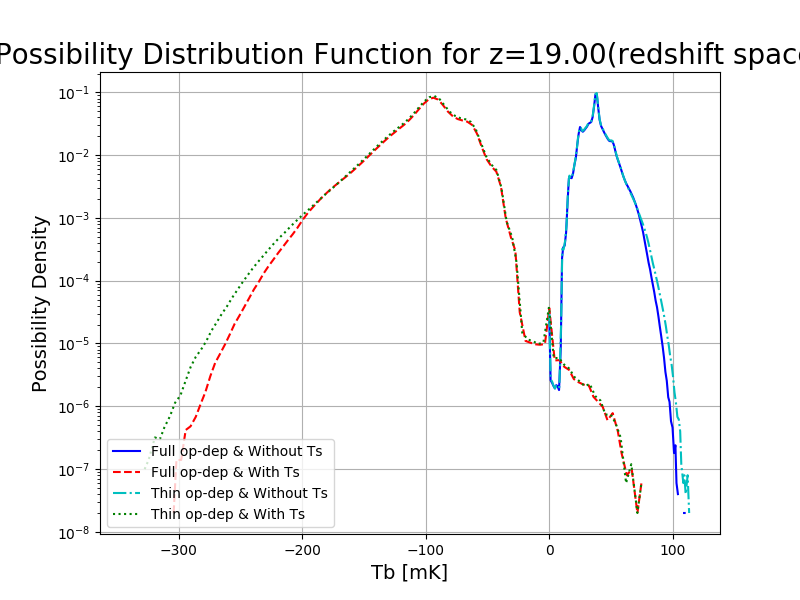 Possibility Distribution Function for z=19.00(redshift space
Possibility Density
10⁻¹
10⁻²
10⁻³
10⁻⁴
10⁻⁵
10⁻⁶
10⁻⁷
10⁻⁸
Full op-dep & Without Ts
Full op-dep & With Ts
Thin op-dep & Without Ts
Thin op-dep & With Ts
−300 −200 −100 0 100
Tb [mK]